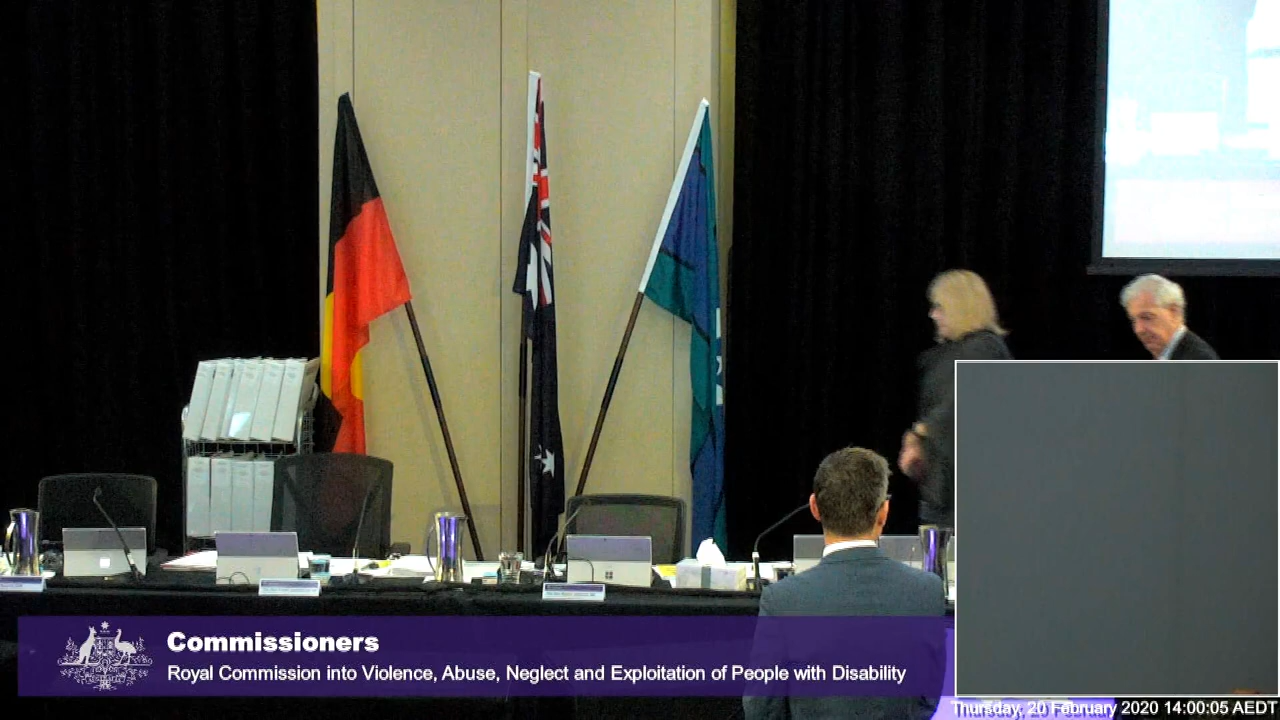 Commissioners
Royal Commission into Violence, Abuse, Neglect and Exploitation of People with Disability
Thursday, 20 February 2020 14:00:05 AEDT